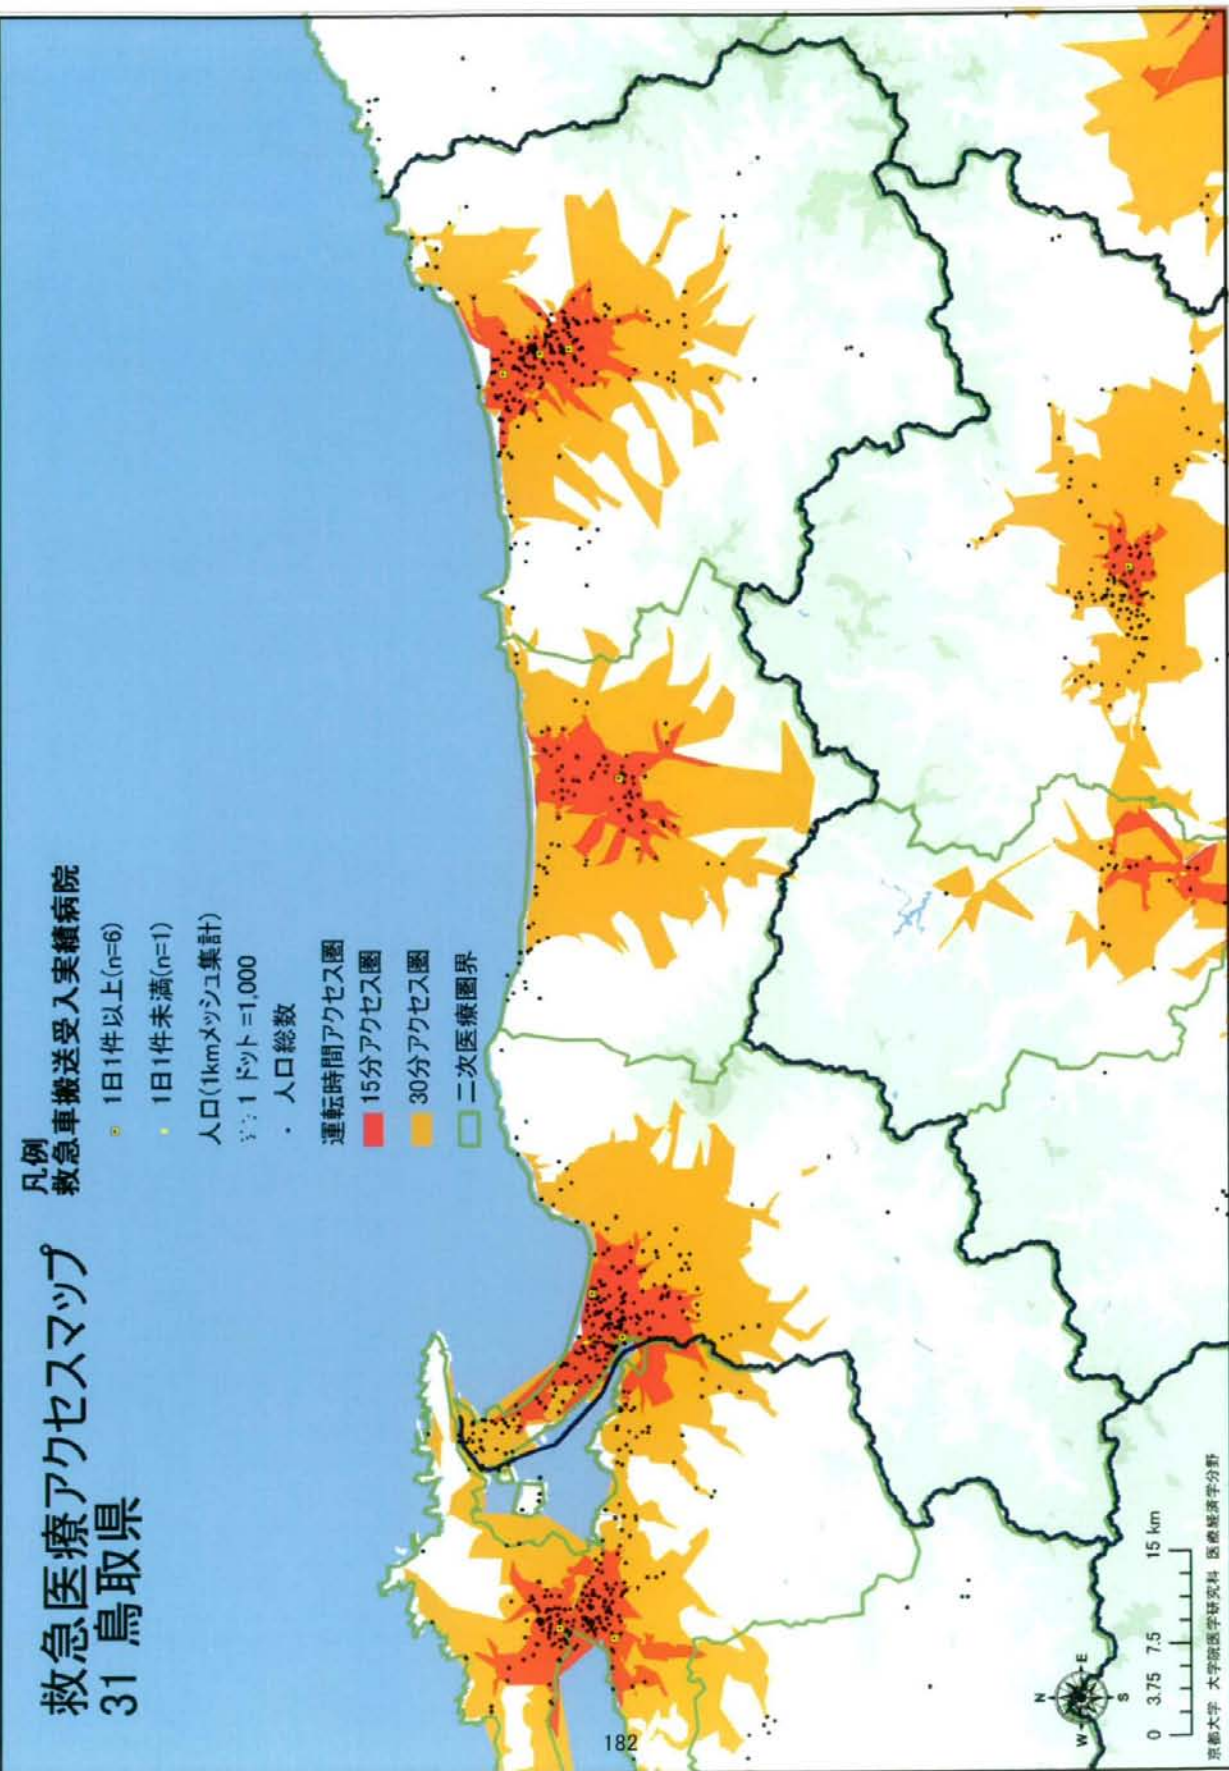 救急医療アクセスマップ
31 鳥取県
凡例
救急車搬送受入実績病院
1日1件以上(n=6)
1日1件未満(n=1)
人口(1kmメッシュ集計)
1ドット=1,000
人口総数
運転時間アクセス圏
15分アクセス圏
30分アクセス圏
二次医療圏界
N
W
E
S
0 3.75 7.5 15 km
京都大学 大学院医学研究科 医療経済学分野
182